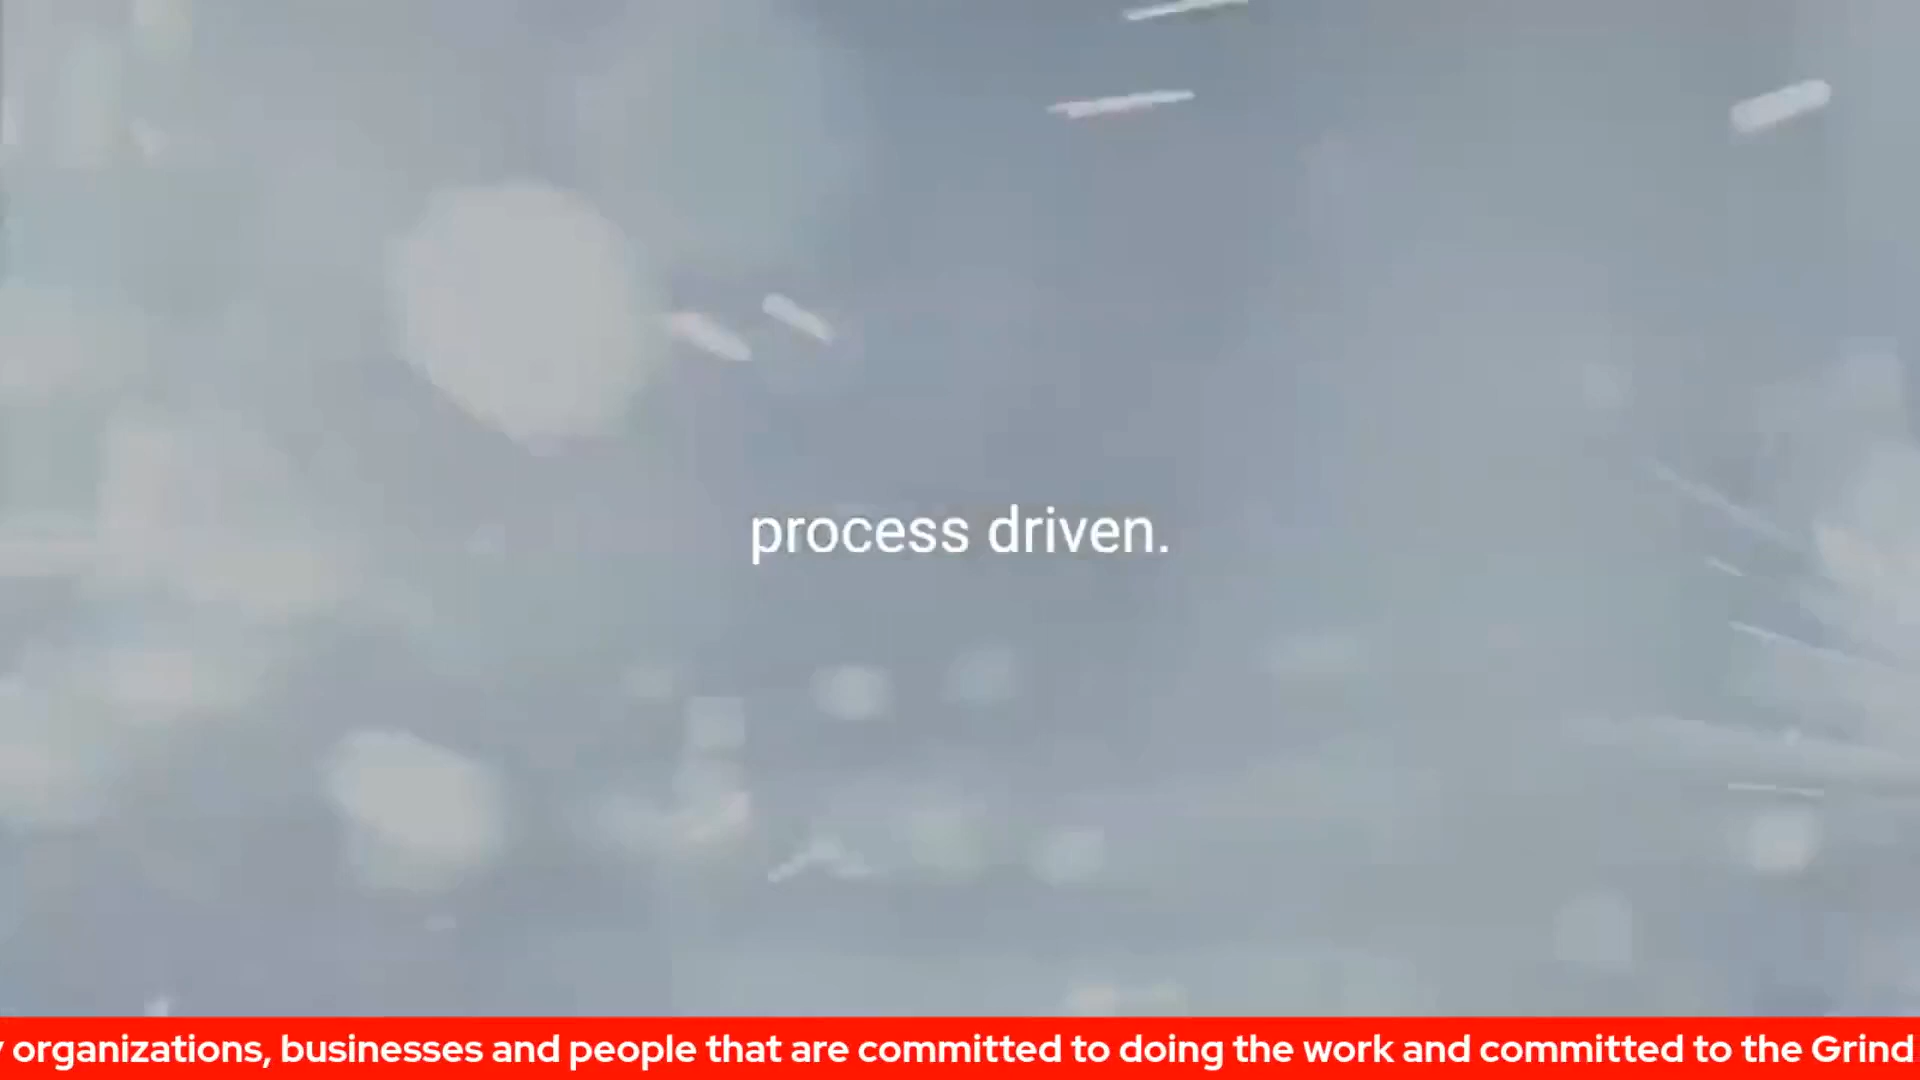 process driven.
organizations, businesses and people that are committed to doing the work and committed to the Grind